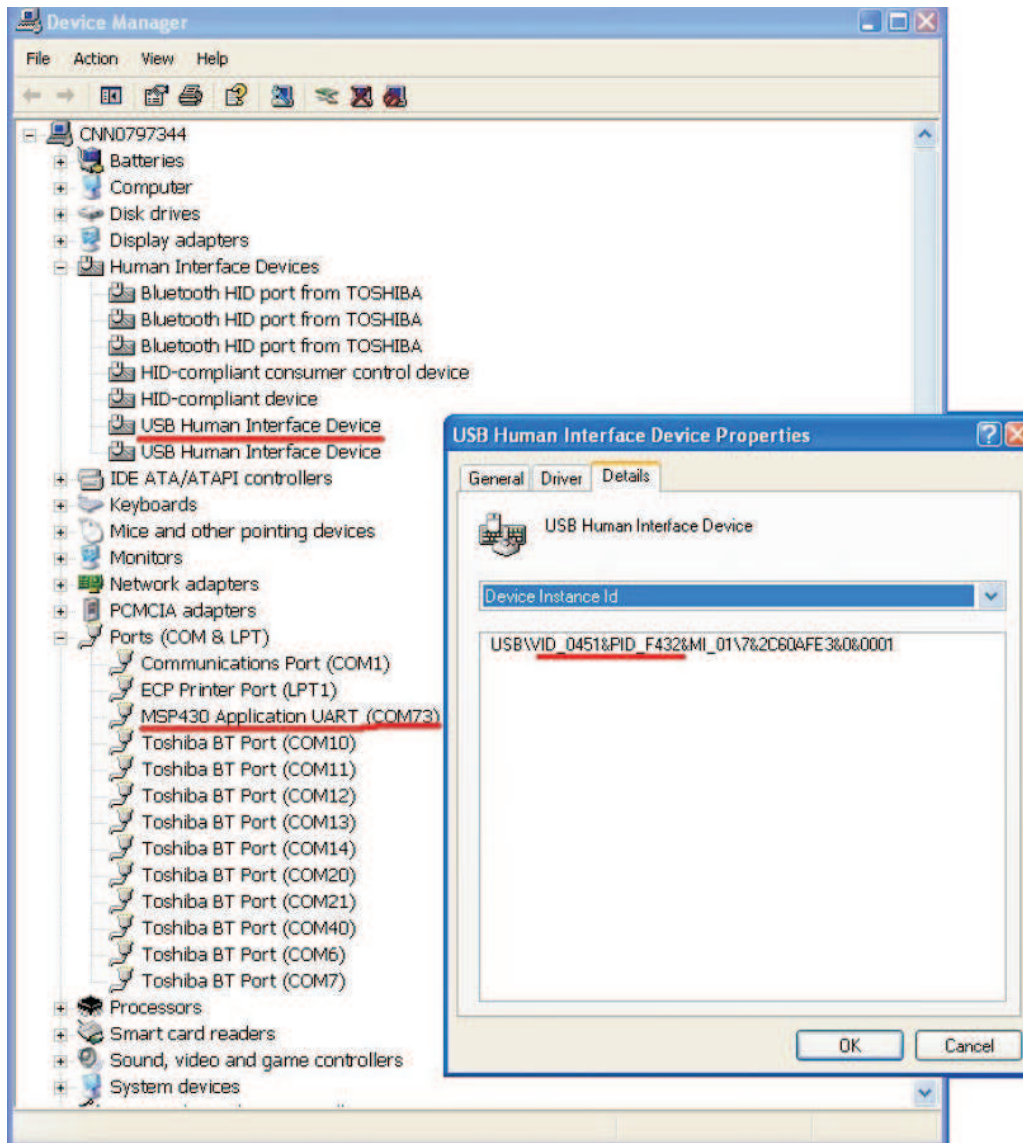 Device Manager
File Action View Help
CNN0797344
Batteries
Computer
Disk drives
Display adapters
Human Interface Devices
Bluetooth HID port from TOSHIBA
Bluetooth HID port from TOSHIBA
Bluetooth HID port from TOSHIBA
HID-compliant consumer control device
HID-compliant device
USB Human Interface Device
USB Human Interface Device
IDE ATA/ATAPI controllers
Keyboards
Mice and other pointing devices
Monitors
Network adapters
PCMCIA adapters
Ports (COM & LPT)
Communications Port (COM1)
ECP Printer Port (LPT1)
MSP430 Application UART (COM73)
Toshiba BT Port (COM10)
Toshiba BT Port (COM11)
Toshiba BT Port (COM12)
Toshiba BT Port (COM13)
Toshiba BT Port (COM14)
Toshiba BT Port (COM20)
Toshiba BT Port (COM21)
Toshiba BT Port (COM40)
Toshiba BT Port (COM6)
Toshiba BT Port (COM7)
Processors
Smart card readers
Sound, video and game controllers
System devices
USB Human Interface Device Properties
General Driver Details
USB Human Interface Device
Device Instance Id
USB\VID_0451&PID_F432&MI_01\7&2C60AFE3&0&0001
OK Cancel